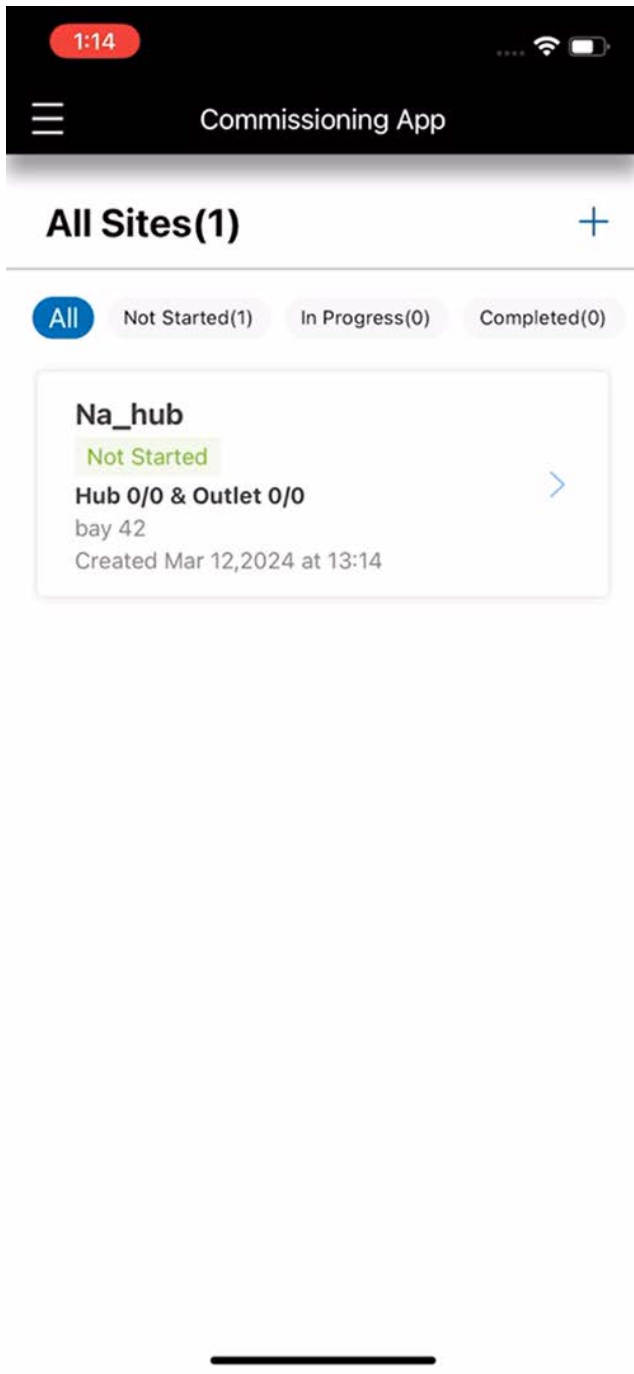 1:14
Commissioning App
All Sites(1)
All Not Started(1) In Progress(0) Completed(0)
Na_hub
Not Started
Hub 0/0 & Outlet 0/0
bay 42
Created Mar 12,2024 at 13:14